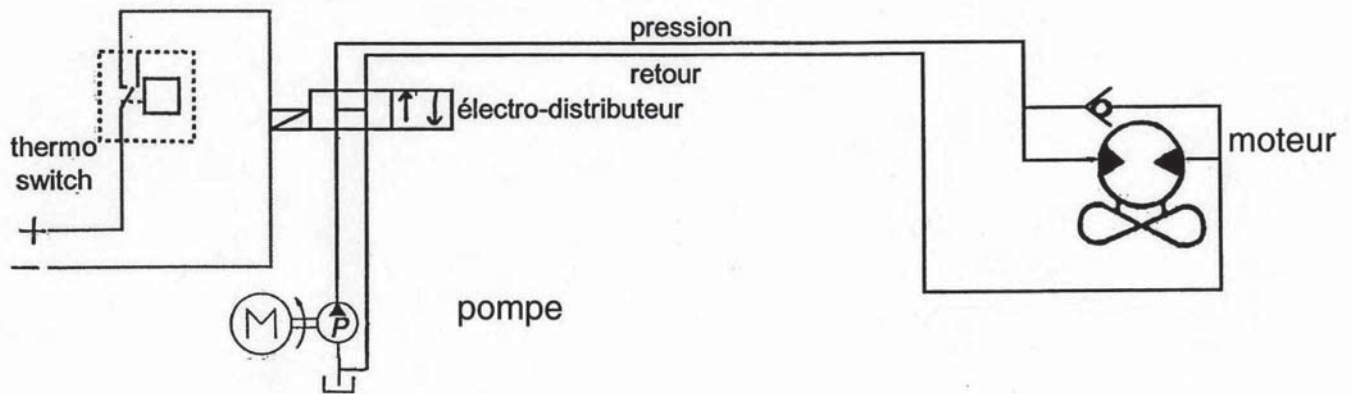 pression
retour
électro-distributeur
thermo
switch
moteur
+
—
pompe
M
P